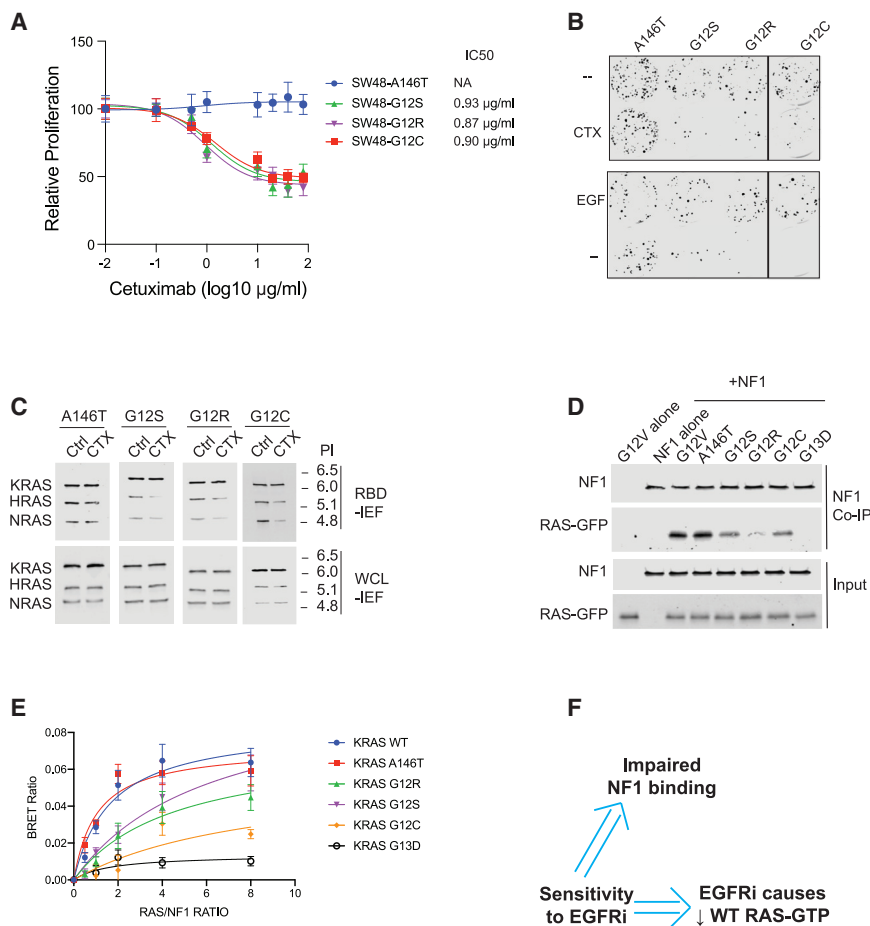 A
150
100
50
0
Relative Proliferation
-2 -1 0 1 2
Cetuximab (log10 µg/ml)
IC50
SW48-A146T NA
SW48-G12S 0.93 µg/ml
SW48-G12R 0.87 µg/ml
SW48-G12C 0.90 µg/ml
B
A146T G12S G12R G12C
--
CTX
EGF
–
C
A146T G12S G12R G12C
Ctrl CTX Ctrl CTX Ctrl CTX Ctrl CTX PI
KRAS
HRAS
NRAS
6.5
6.0
5.1
4.8
RBD
-IEF
KRAS
HRAS
NRAS
6.5
6.0
5.1
4.8
WCL
-IEF
D
+NF1
G12V alone NF1 alone G12V A146T G12S G12R G12C G13D
NF1
RAS-GFP
NF1
Co-IP
NF1
RAS-GFP
Input
E
0.08
0.06
0.04
0.02
0.00
BRET Ratio
0 2 4 6 8 10
RAS/NF1 RATIO
KRAS WT
KRAS A146T
KRAS G12R
KRAS G12S
KRAS G12C
KRAS G13D
F
Impaired
NF1 binding
Sensitivity
to EGFRi
EGFRi causes
↓ WT RAS-GTP